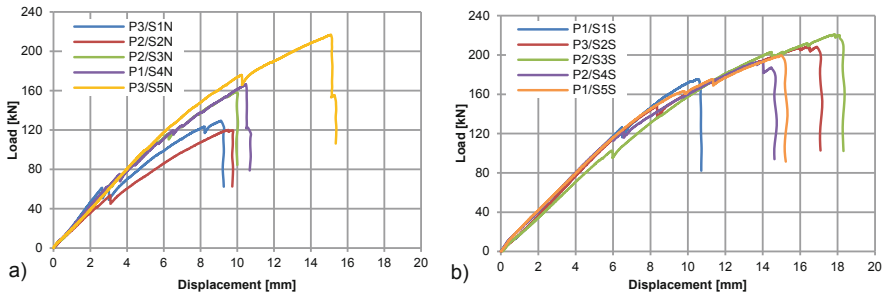 240
200
160
120
80
40
0
Load [kN]
P3/S1N
P2/S2N
P2/S3N
P1/S4N
P3/S5N
0 2 4 6 8 10 12 14 16 18 20
Displacement [mm]
a)
240
200
160
120
80
40
0
Load [kN]
P1/S1S
P3/S2S
P2/S3S
P2/S4S
P1/S5S
0 2 4 6 8 10 12 14 16 18 20
Displacement [mm]
b)